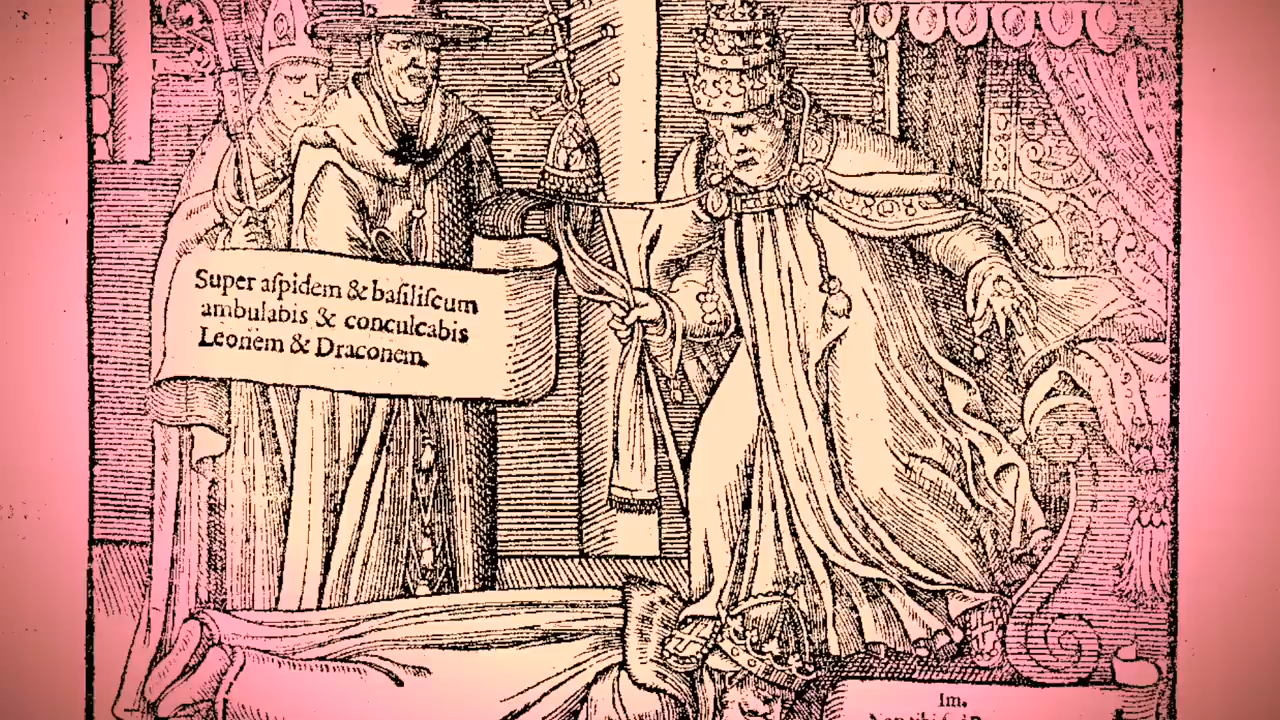 Super aſpidem & baſiliſcum
ambulabis & conculcabis
Leonem & Draconem.
Im.